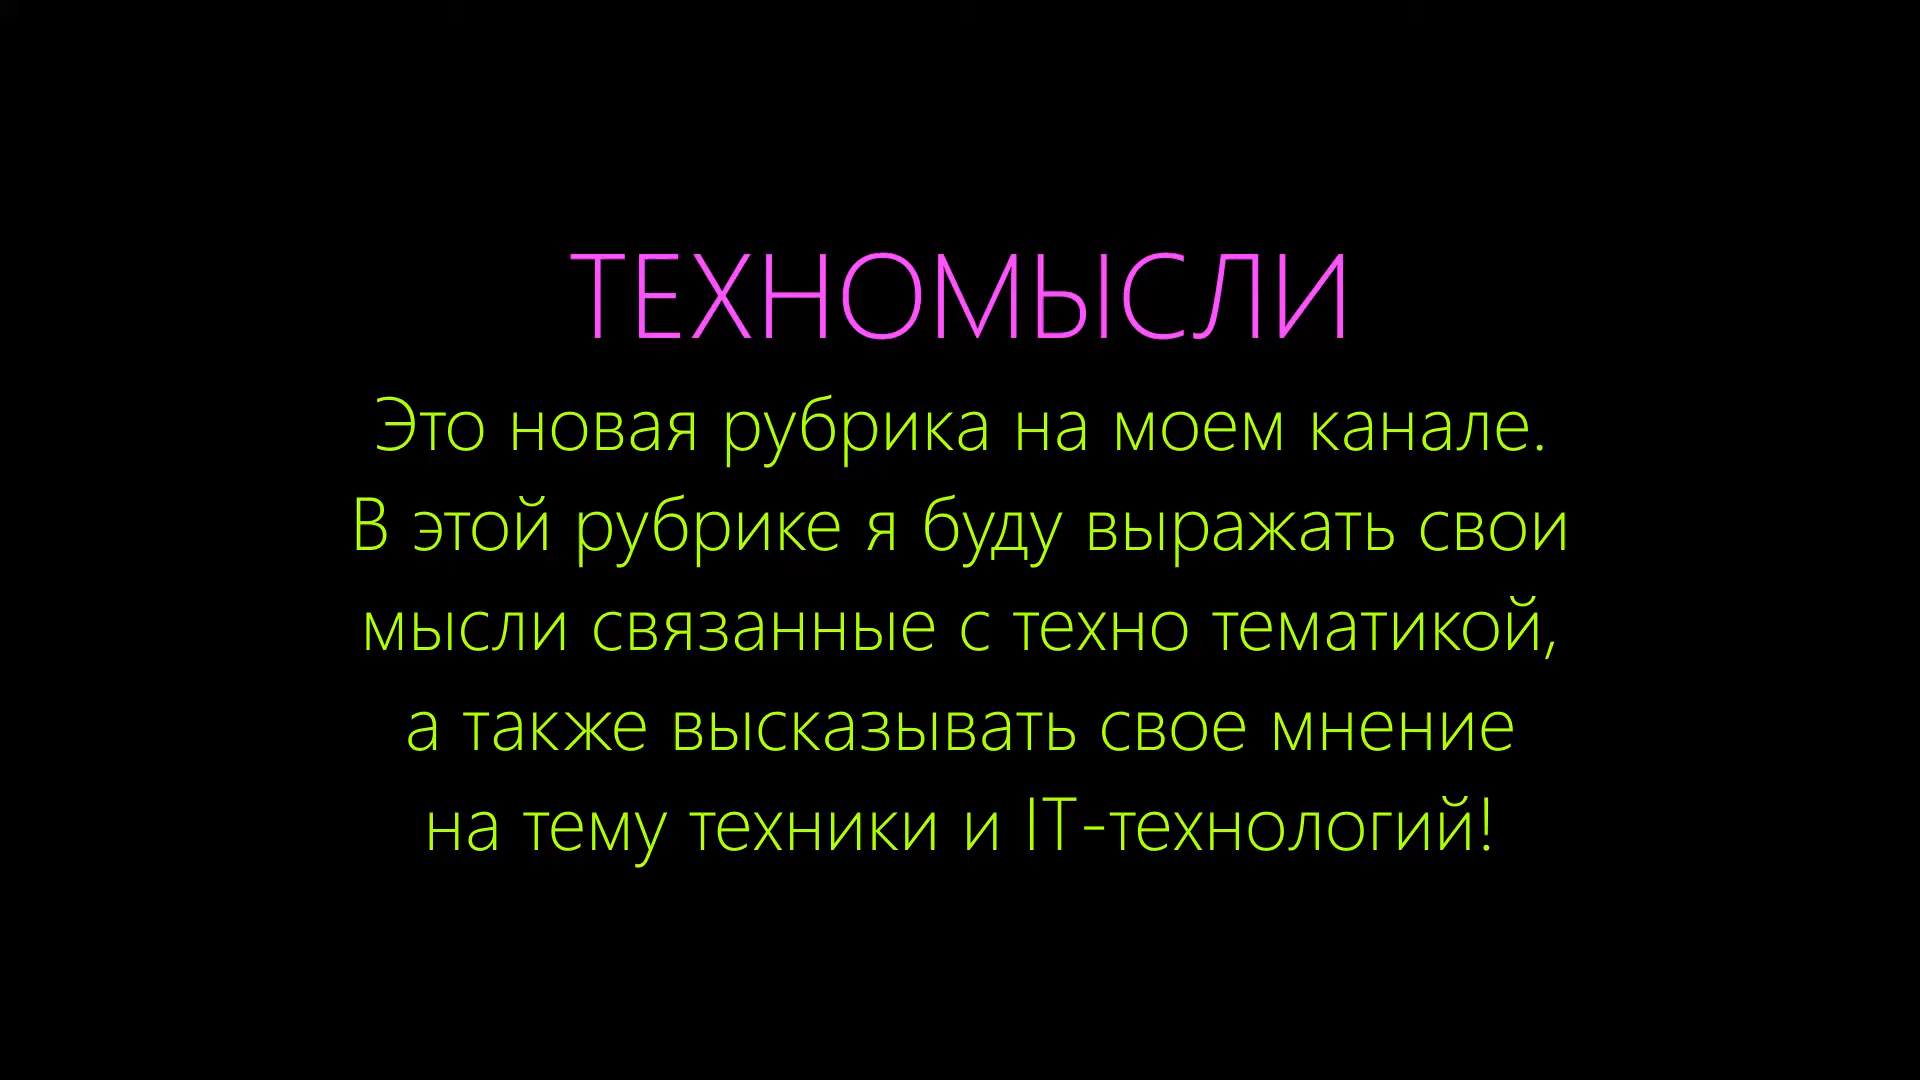 ТЕХНОМЫСЛИ
Это новая рубрика на моем канале.
В этой рубрике я буду выражать свои
мысли связанные с техно тематикой,
а также высказывать свое мнение
на тему техники и IT-технологий!